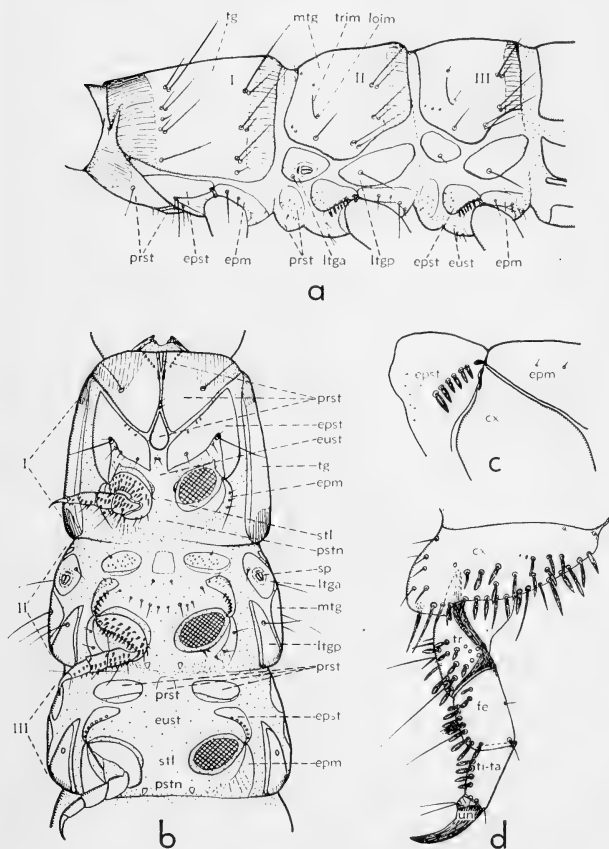 tg mtg trim loim
I II III
prst epst epm prst ltga ltgp epst eust epm
a
prst
epst
eust
I
tg
epm
stl
pstn
sp
II
ltga
mtg
ltgp
prst
prst
III
eust
epst
stl
epm
pstn
b
epst
epm
cx
c
cx
tr
fe
ti-ta
un
d